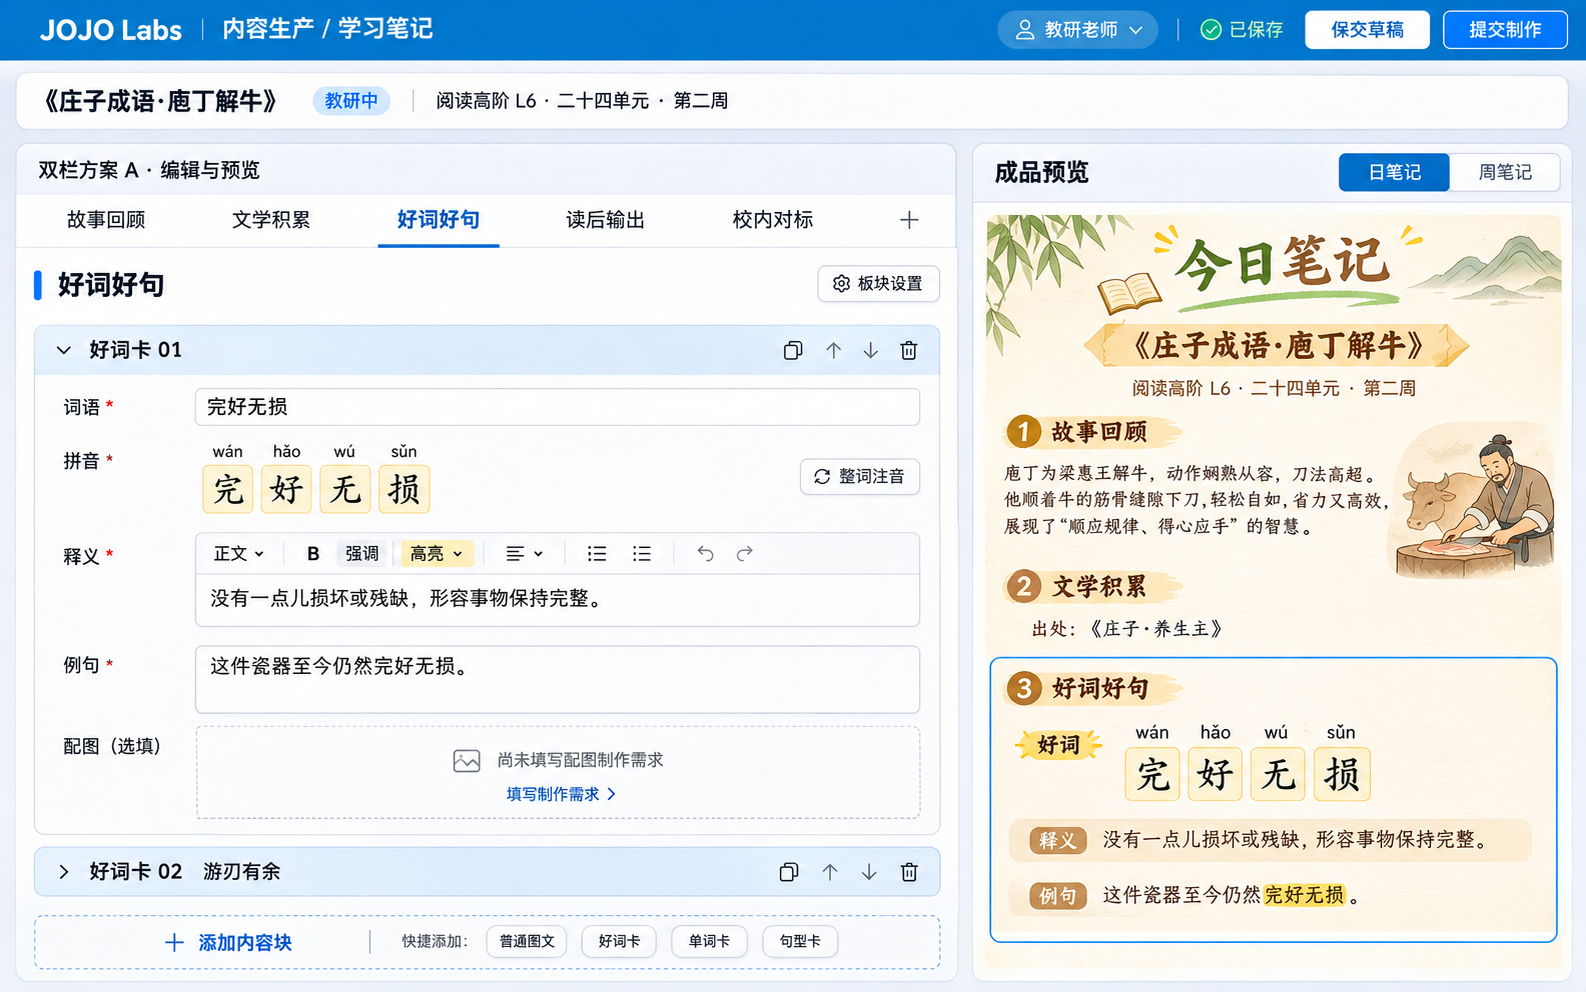 JOJO Labs
内容生产 / 学习笔记
教研老师
已保存
保交草稿
提交制作
《庄子成语·庖丁解牛》
教研中
阅读高阶 L6 · 二十四单元 · 第二周
双栏方案 A · 编辑与预览
故事回顾
文学积累
好词好句
读后输出
校内对标
好词好句
板块设置
好词卡 01
词语 *
完好无损
拼音 *
wán hǎo wú sǔn
完 好 无 损
整词注音
释义 *
正文
B
强调
高亮
没有一点儿损坏或残缺，形容事物保持完整。
例句 *
这件瓷器至今仍然完好无损。
配图（选填）
尚未填写配图制作需求
填写制作需求
好词卡 02 游刃有余
添加内容块
快捷添加：
普通图文
好词卡
单词卡
句型卡
成品预览
日笔记
周笔记
今日笔记
《庄子成语·庖丁解牛》
阅读高阶 L6 · 二十四单元 · 第二周
1 故事回顾
庖丁为梁惠王解牛，动作娴熟从容，刀法高超。
他顺着牛的筋骨缝隙下刀，轻松自如，省力又高效，
展现了“顺应规律、得心应手”的智慧。
2 文学积累
出处：《庄子·养生主》
3 好词好句
好词
wán hǎo wú sǔn
完 好 无 损
释义 没有一点儿损坏或残缺，形容事物保持完整。
例句 这件瓷器至今仍然完好无损。